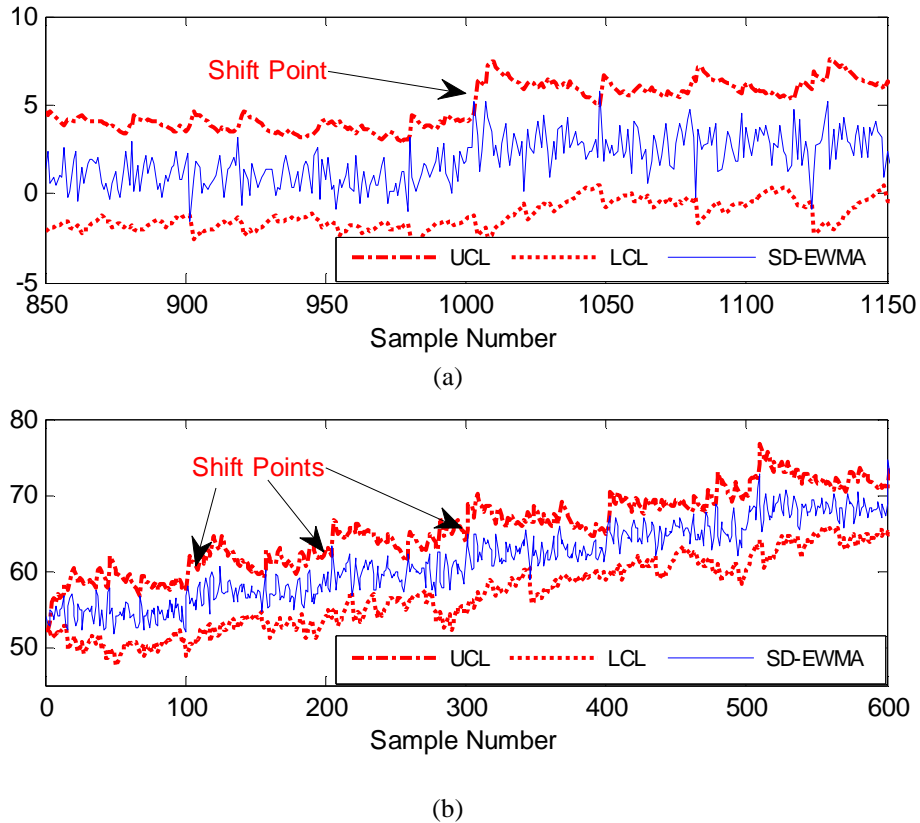 10
Shift Point
5
0
-5
UCL LCL SD-EWMA
850 900 950 1000 1050 1100 1150
Sample Number
(a)
80
Shift Points
70
60
50
UCL LCL SD-EWMA
0 100 200 300 400 500 600
Sample Number
(b)